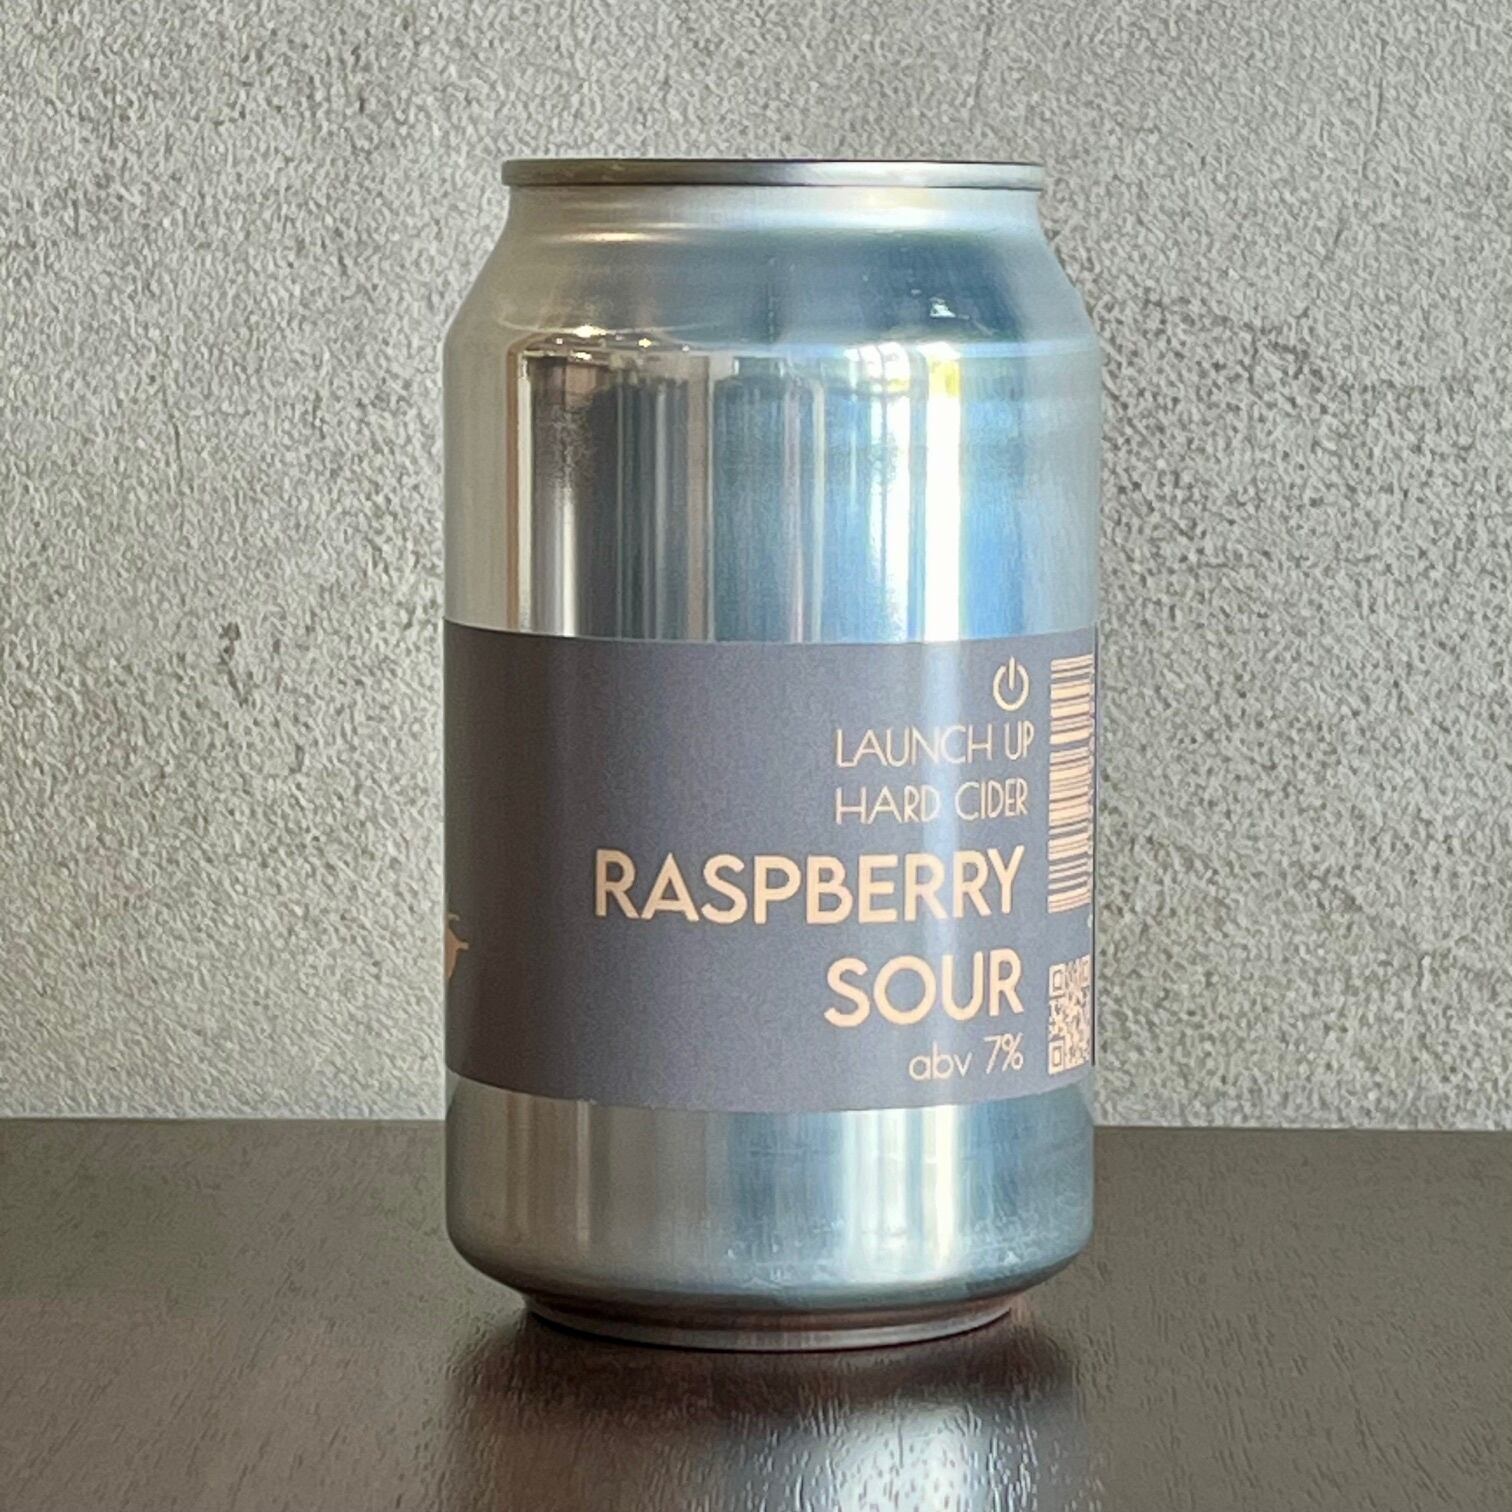 LAUNCH UP
HARD CIDER
RASPBERRY
SOUR
abv 7%